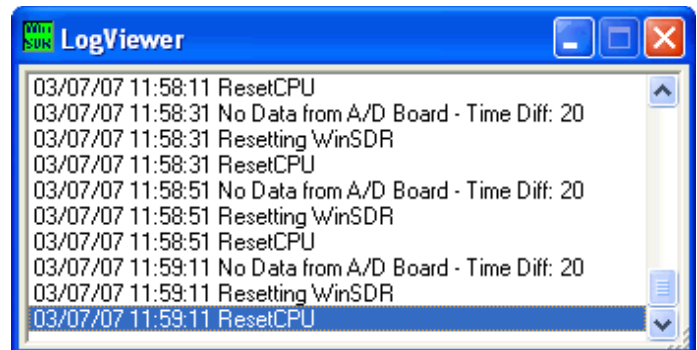 Win
SDR
LogViewer
03/07/07 11:58:11 ResetCPU
03/07/07 11:58:31 No Data from A/D Board - Time Diff: 20
03/07/07 11:58:31 Resetting WinSDR
03/07/07 11:58:31 ResetCPU
03/07/07 11:58:51 No Data from A/D Board - Time Diff: 20
03/07/07 11:58:51 Resetting WinSDR
03/07/07 11:58:51 ResetCPU
03/07/07 11:59:11 No Data from A/D Board - Time Diff: 20
03/07/07 11:59:11 Resetting WinSDR
03/07/07 11:59:11 ResetCPU